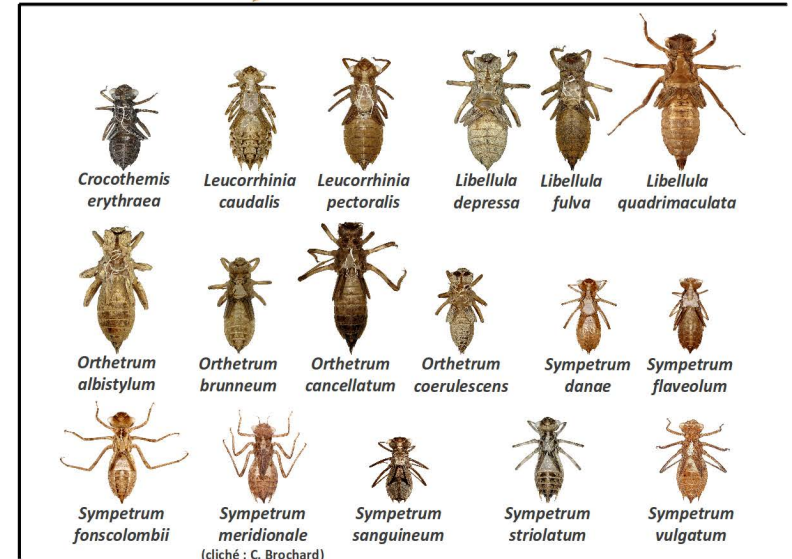 Crocothemis erythraea
Leucorrhinia caudalis
Leucorrhinia pectoralis
Libellula depressa
Libellula fulva
Libellula quadrimaculata
Orthetrum albistylum
Orthetrum brunneum
Orthetrum cancellatum
Orthetrum coerulescens
Sympetrum danae
Sympetrum flaveolum
Sympetrum fonscolombii
Sympetrum meridionale
(cliché : C. Brochard)
Sympetrum sanguineum
Sympetrum striolatum
Sympetrum vulgatum